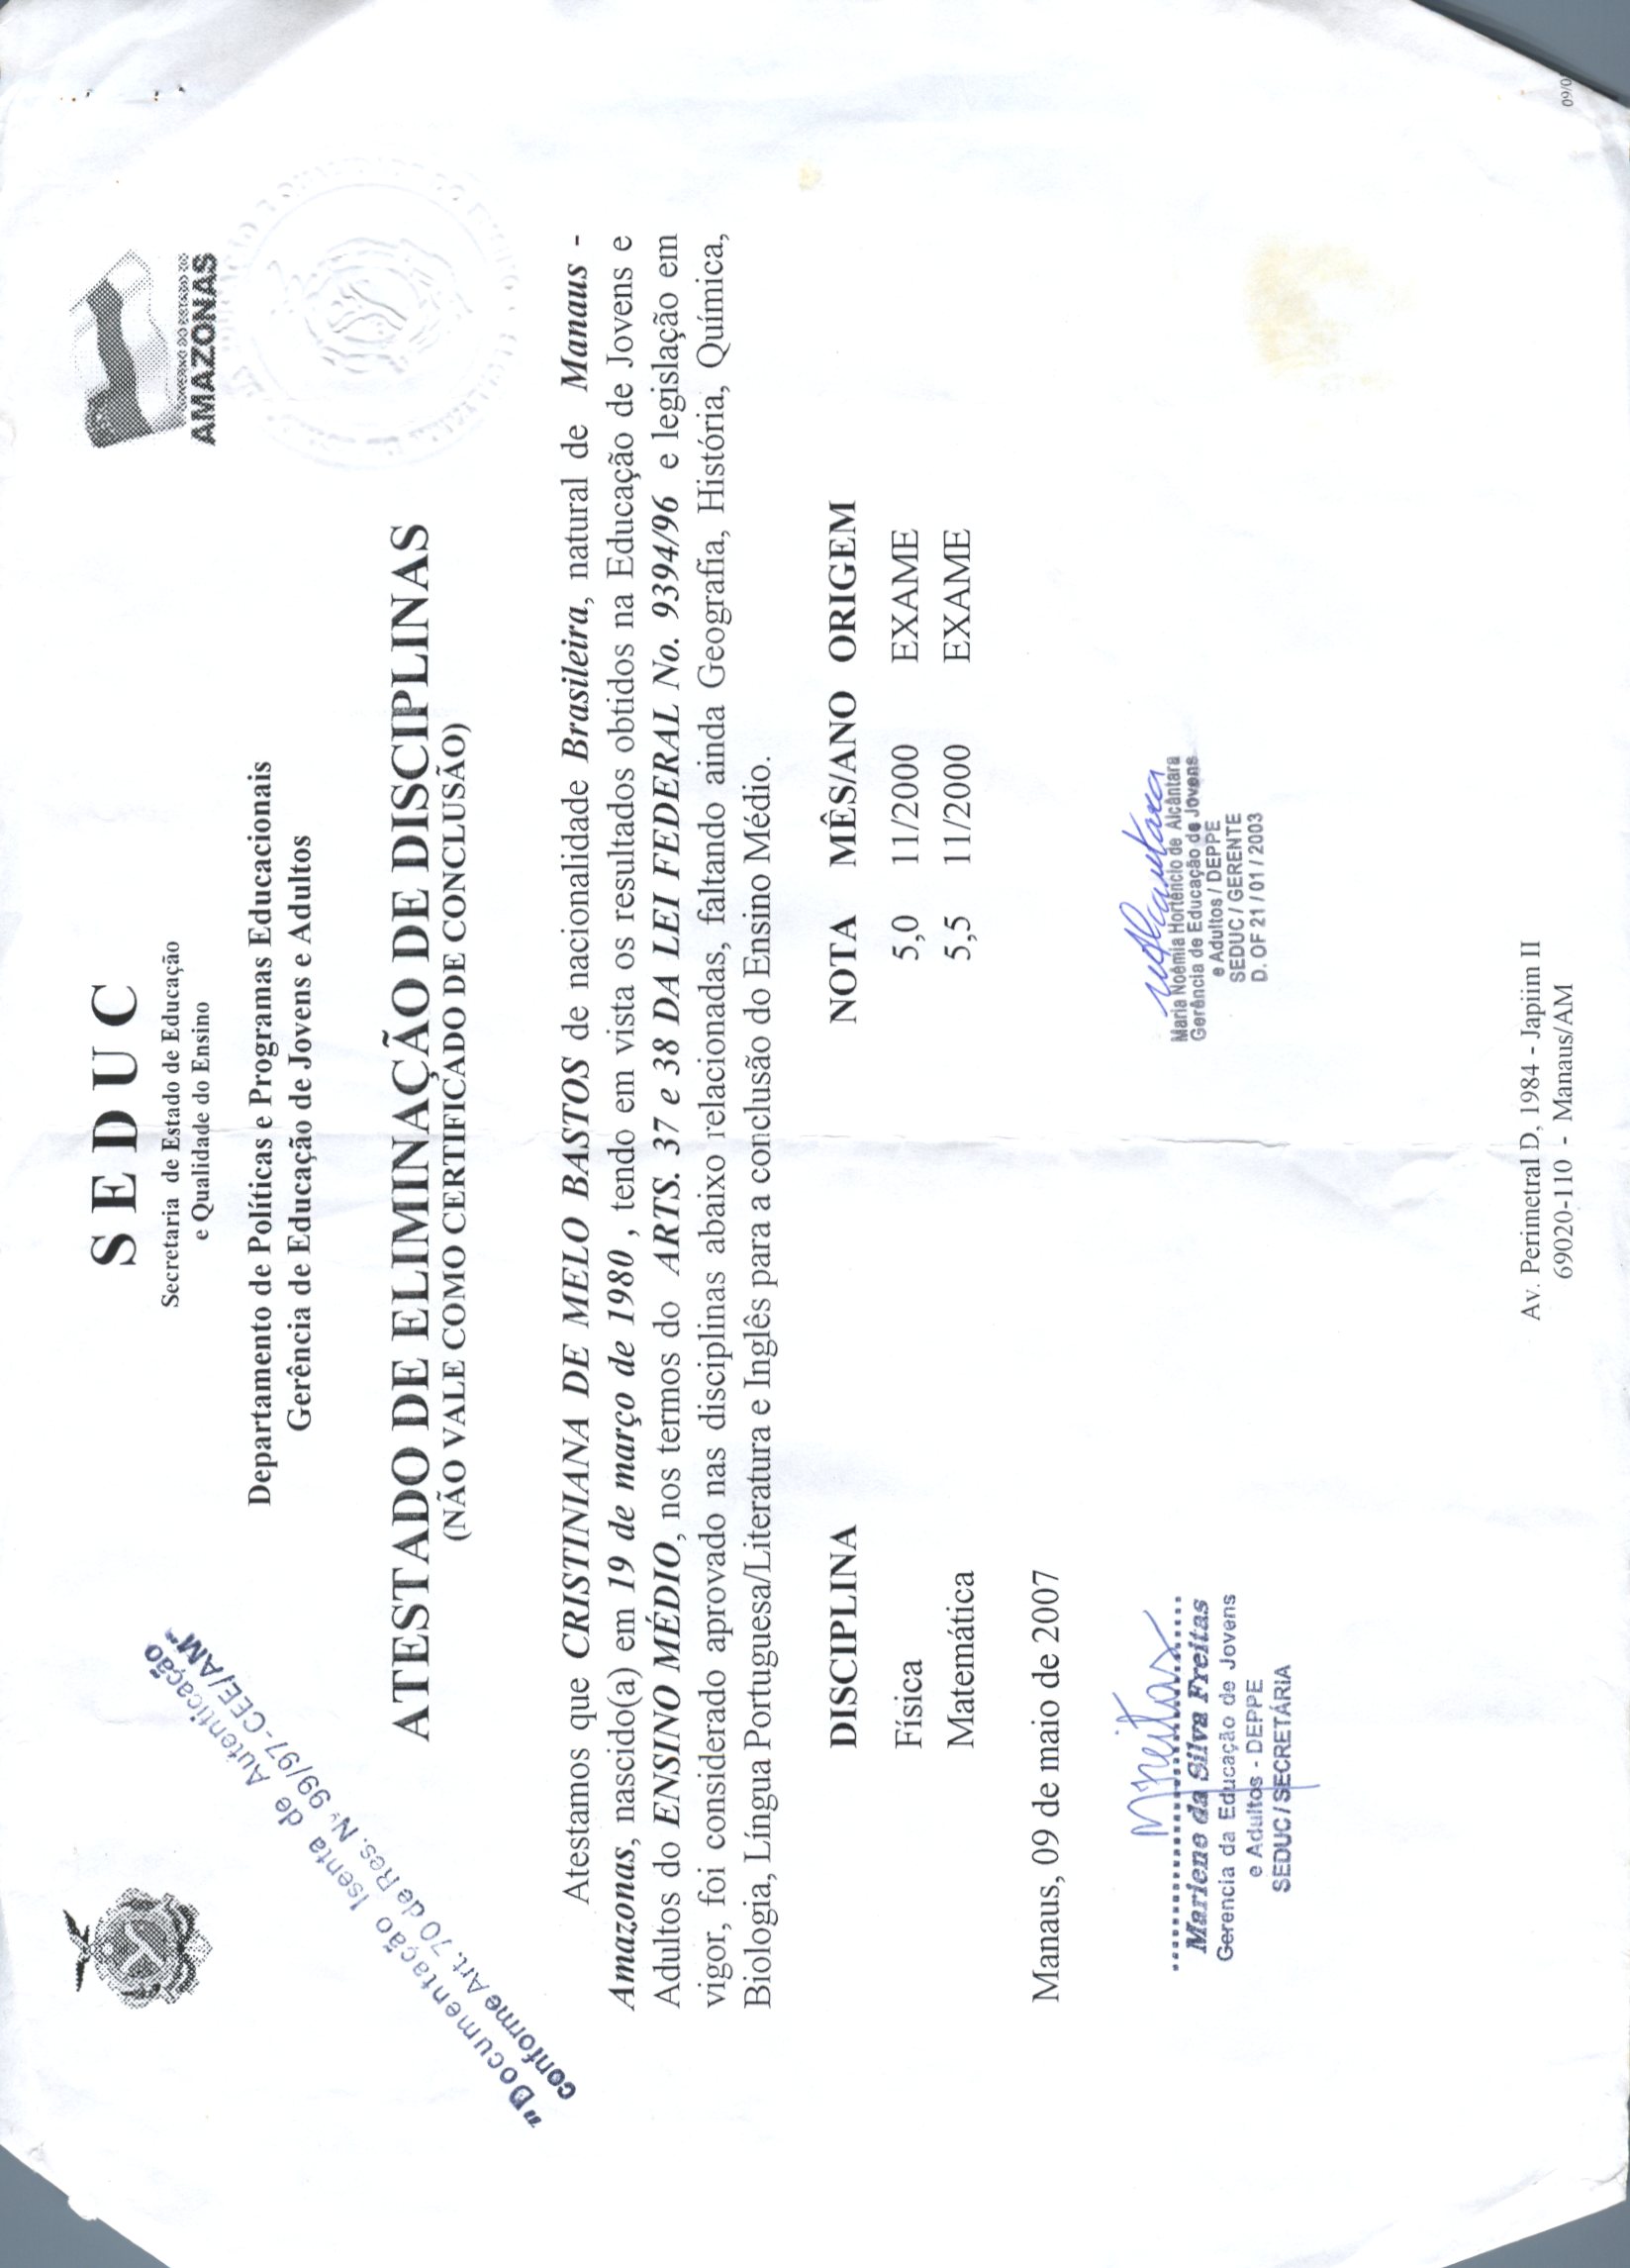 S E D U C
Secretaria de Estado de Educação
e Qualidade do Ensino
GOVERNO DO ESTADO DO
AMAZONAS
Departamento de Políticas e Programas Educacionais
Gerência de Educação de Jovens e Adultos
"Documentação Isenta de Autenticação
conforme Art. 70 de Res. Nº 99/97-CEE/AM"
ATESTADO DE ELIMINAÇÃO DE DISCIPLINAS
(NÃO VALE COMO CERTIFICADO DE CONCLUSÃO)
Atestamos que CRISTINIANA DE MELO BASTOS de nacionalidade Brasileira, natural de Manaus -
Amazonas, nascido(a) em 19 de março de 1980 , tendo em vista os resultados obtidos na Educação de Jovens e
Adultos do ENSINO MÉDIO, nos termos do ARTS. 37 e 38 DA LEI FEDERAL No. 9394/96 e legislação em
vigor, foi considerado aprovado nas disciplinas abaixo relacionadas, faltando ainda Geografia, História, Química,
Biologia, Língua Portuguesa/Literatura e Inglês para a conclusão do Ensino Médio.
DISCIPLINA NOTA MÊS/ANO ORIGEM
Física 5,0 11/2000 EXAME
Matemática 5,5 11/2000 EXAME
Manaus, 09 de maio de 2007
Mariene da Silva Freitas
Gerencia da Educação de Jovens
e Adultos - DEPPE
SEDUC / SECRETÁRIA
Maria Noêmia Hortêncio de Alcântara
Gerência de Educação de Jovens
e Adultos / DEPPE
SEDUC / GERENTE
D. OF 21 / 01 / 2003
Av. Perimetral D, 1984 - Japiim II
69020-110 - Manaus/AM
09/0